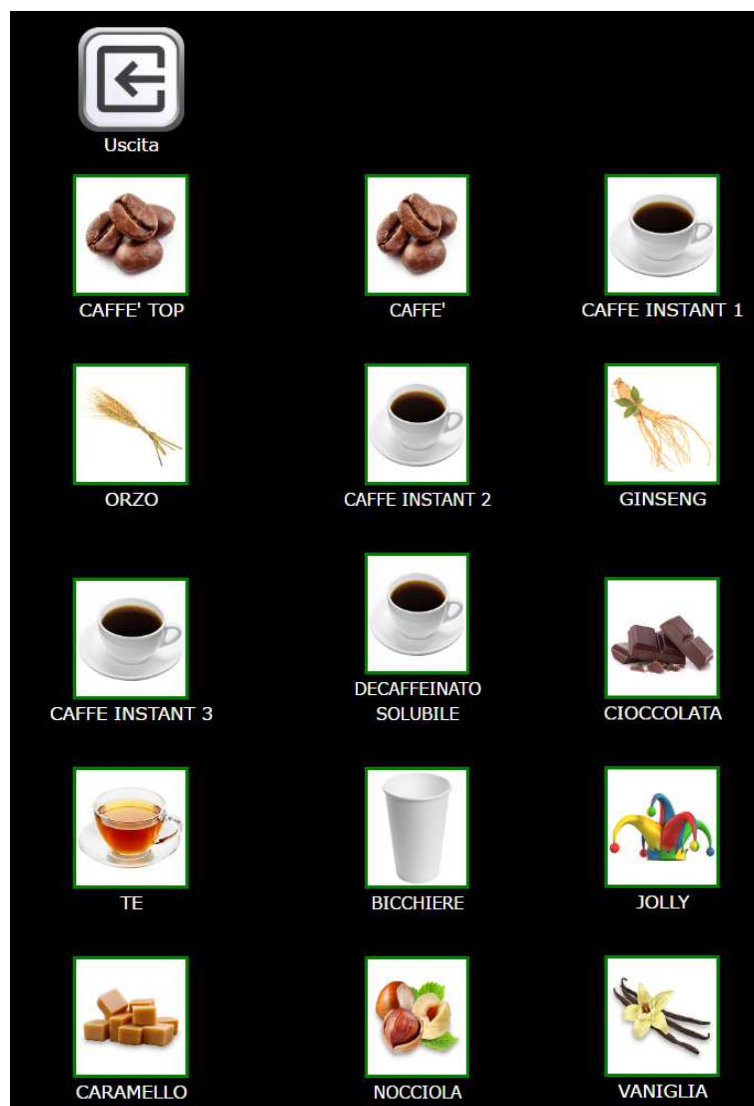 Uscita
CAFFE' TOP
CAFFE'
CAFFE INSTANT 1
ORZO
CAFFE INSTANT 2
GINSENG
CAFFE INSTANT 3
DECAFFEINATO
SOLUBILE
CIOCCOLATA
TE
BICCHIERE
JOLLY
CARAMELLO
NOCCIOLA
VANIGLIA